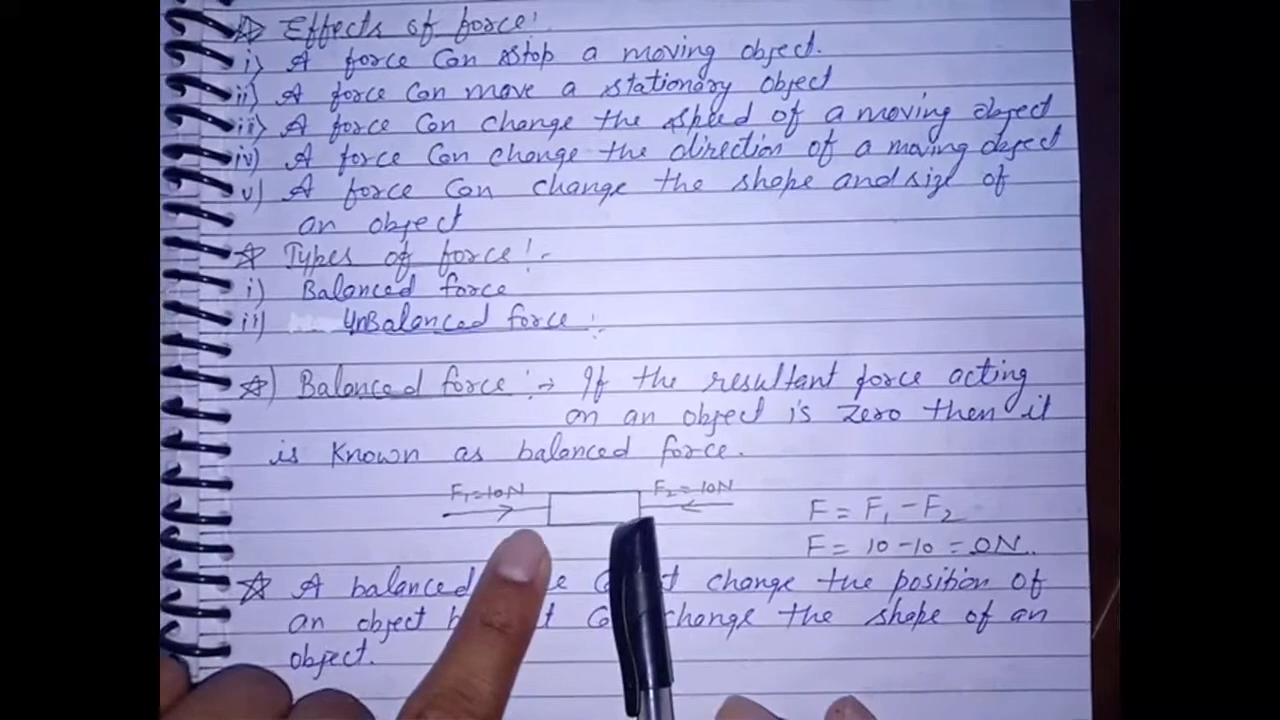 ☆ Effects of force:
i) A force can stop a moving object.
ii) A force can move a stationary object
iii) A force can change the speed of a moving object
iv) A force can change the direction of a moving object
v) A force can change the shape and size of
an object
☆ Types of force:-
i) Balanced force
ii) UnBalanced force:
☆) Balanced force :→ If the resultant force acting
on an object is zero then it
is known as balanced force.
F₁=10N F₂=10N
F = F₁ - F₂
F = 10-10 = 0N.
☆ A balanced change the position of
an object change the shape of an
object.